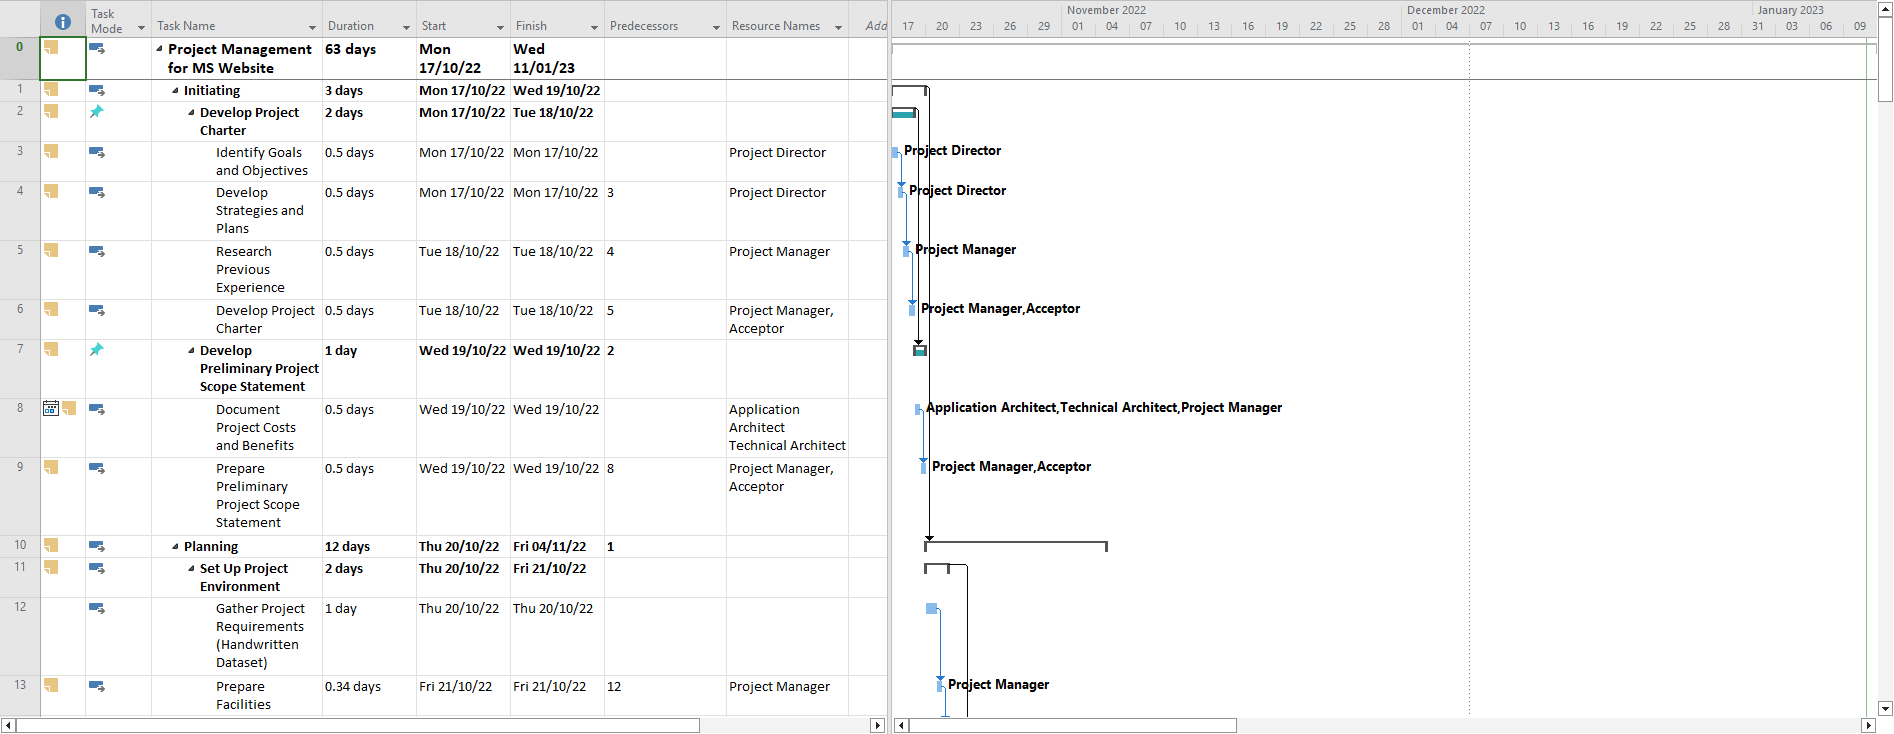 Task Mode Task Name Duration Start Finish Predecessors Resource Names Add
November 2022 December 2022 January 2023
17 20 23 26 29 01 04 07 10 13 16 19 22 25 28 01 04 07 10 13 16 19 22 25 28 31 03 06 09
0 Project Management 63 days Mon Wed
for MS Website 17/10/22 11/01/23
1 Initiating 3 days Mon 17/10/22 Wed 19/10/22
2 Develop Project 2 days Mon 17/10/22 Tue 18/10/22
Charter
3 Identify Goals 0.5 days Mon 17/10/22 Mon 17/10/22 Project Director Project Director
and Objectives
4 Develop 0.5 days Mon 17/10/22 Mon 17/10/22 3 Project Director Project Director
Strategies and
Plans
5 Research 0.5 days Tue 18/10/22 Tue 18/10/22 4 Project Manager Project Manager
Previous
Experience
6 Develop Project 0.5 days Tue 18/10/22 Tue 18/10/22 5 Project Manager, Project Manager,Acceptor
Charter Acceptor
7 Develop 1 day Wed 19/10/22 Wed 19/10/22 2
Preliminary Project
Scope Statement
8 Document 0.5 days Wed 19/10/22 Wed 19/10/22 Application Application Architect,Technical Architect,Project Manager
Project Costs Architect
and Benefits Technical Architect
9 Prepare 0.5 days Wed 19/10/22 Wed 19/10/22 8 Project Manager, Project Manager,Acceptor
Preliminary Acceptor
Project Scope
Statement
10 Planning 12 days Thu 20/10/22 Fri 04/11/22 1
11 Set Up Project 2 days Thu 20/10/22 Fri 21/10/22
Environment
12 Gather Project 1 day Thu 20/10/22 Thu 20/10/22
Requirements
(Handwritten
Dataset)
13 Prepare 0.34 days Fri 21/10/22 Fri 21/10/22 12 Project Manager Project Manager
Facilities